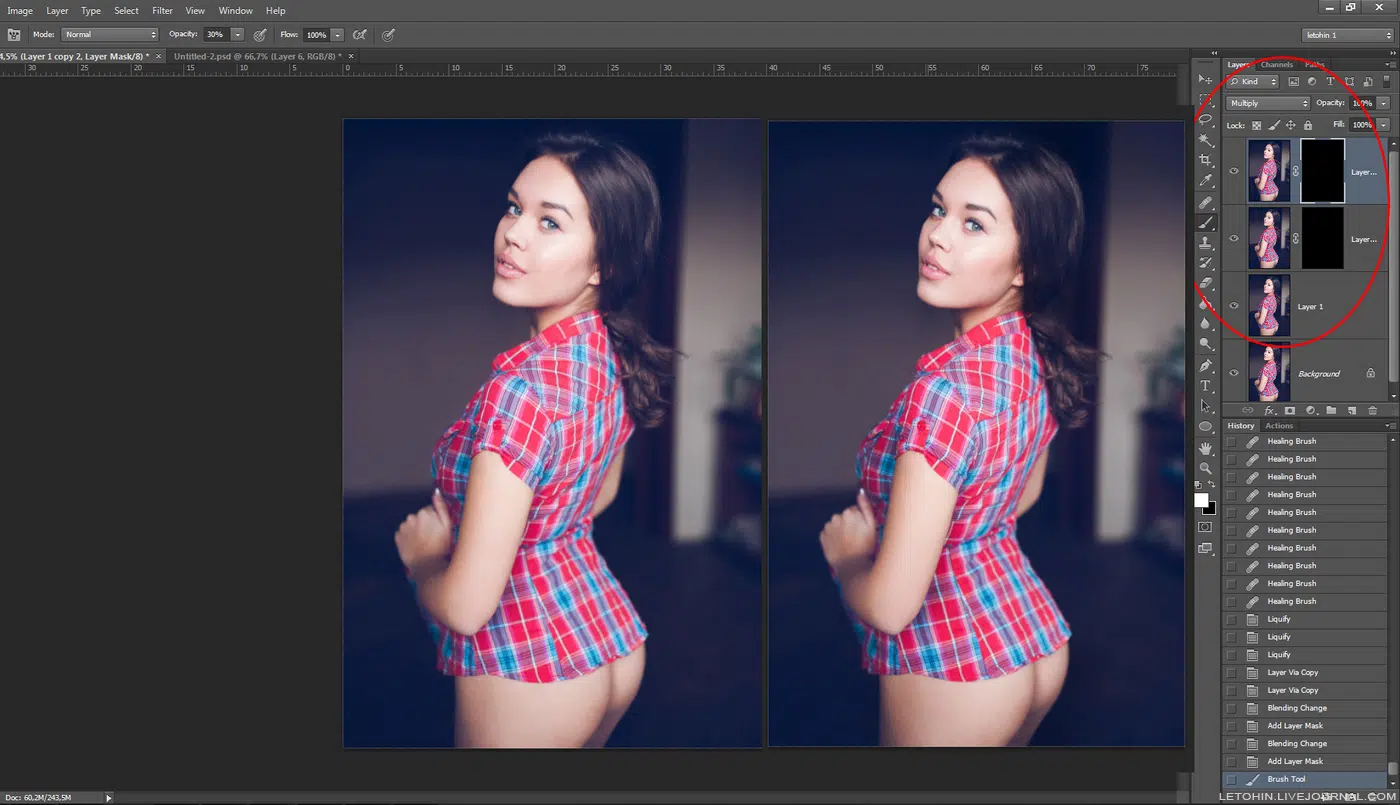 Image Layer Type Select Filter View Window Help
Mode: Normal Opacity: 30% Flow: 100% letohin 1
4,5% (Layer 1 copy 2, Layer Mask/8) * × Untitled-2.psd @ 66,7% (Layer 6, RGB/8) * ×
30 25 20 15 10 5 0 5 10 15 20 25 30 35 40 45 50 55 60 65 70 75
Layers Channels Paths
Kind
Multiply Opacity: 100%
Lock: Fill: 100%
Layer...
Layer...
Layer 1
Background
fx
History Actions
Healing Brush
Healing Brush
Healing Brush
Healing Brush
Healing Brush
Healing Brush
Healing Brush
Healing Brush
Healing Brush
Healing Brush
Liquify
Liquify
Liquify
Layer Via Copy
Layer Via Copy
Blending Change
Add Layer Mask
Blending Change
Add Layer Mask
Brush Tool
Doc: 60,2M/243,5M
LETOHIN.LIVEJOURNAL.COM